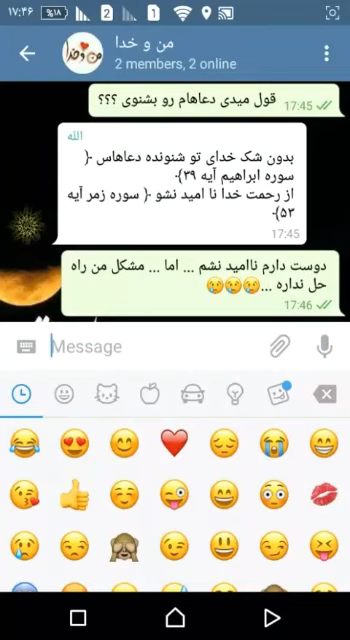 ۱۷:۴۶ %۱۸ 2 1
من و خدا
2 members, 2 online
من و خدا
قول میدی دعاهام رو بشنوی ؟؟؟
17:45
الله
بدون شک خدای تو شنونده دعاهاس ﴿
سوره ابراهیم آیه ۳۹﴾
از رحمت خدا نا امید نشو ﴿ سوره زمر آیه
۵۳﴾
17:45
دوست دارم ناامید نشم ... اما ... مشکل من راه
حل نداره ...😢😢😢
17:46
Message